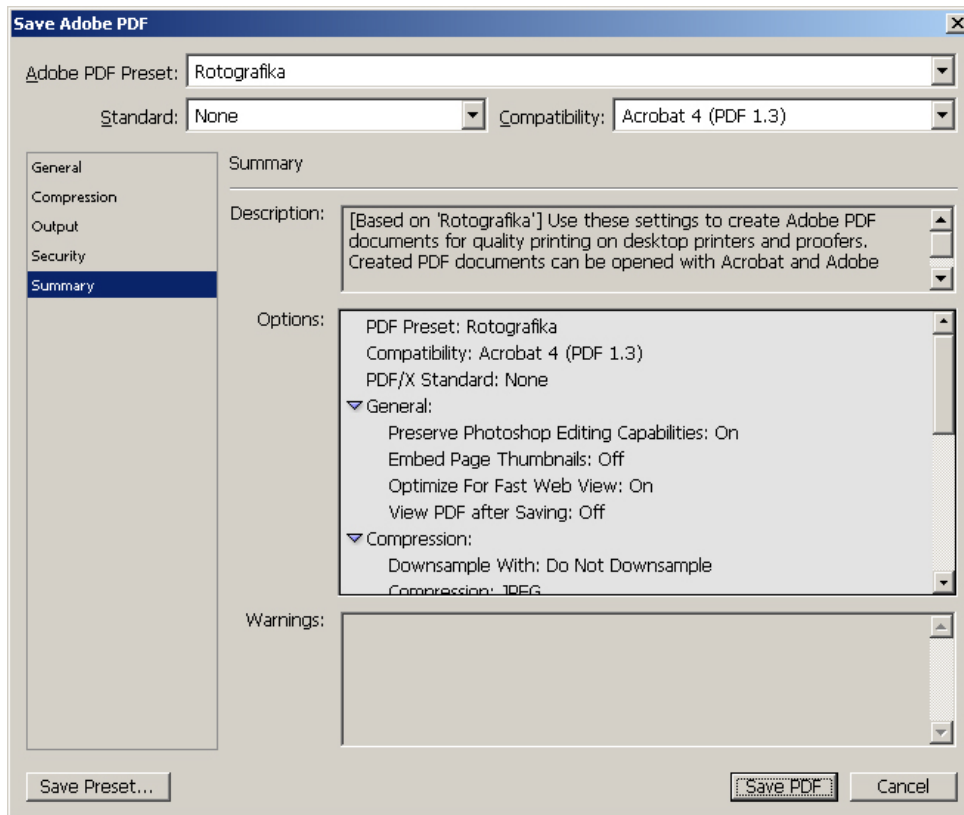 Save Adobe PDF
Adobe PDF Preset: Rotografika
Standard: None Compatibility: Acrobat 4 (PDF 1.3)
General
Compression
Output
Security
Summary
Summary
Description: [Based on 'Rotografika'] Use these settings to create Adobe PDF
documents for quality printing on desktop printers and proofers.
Created PDF documents can be opened with Acrobat and Adobe
Options:
PDF Preset: Rotografika
Compatibility: Acrobat 4 (PDF 1.3)
PDF/X Standard: None
General:
Preserve Photoshop Editing Capabilities: On
Embed Page Thumbnails: Off
Optimize For Fast Web View: On
View PDF after Saving: Off
Compression:
Downsample With: Do Not Downsample
Compression: JPEG
Warnings:
Save Preset... Save PDF Cancel